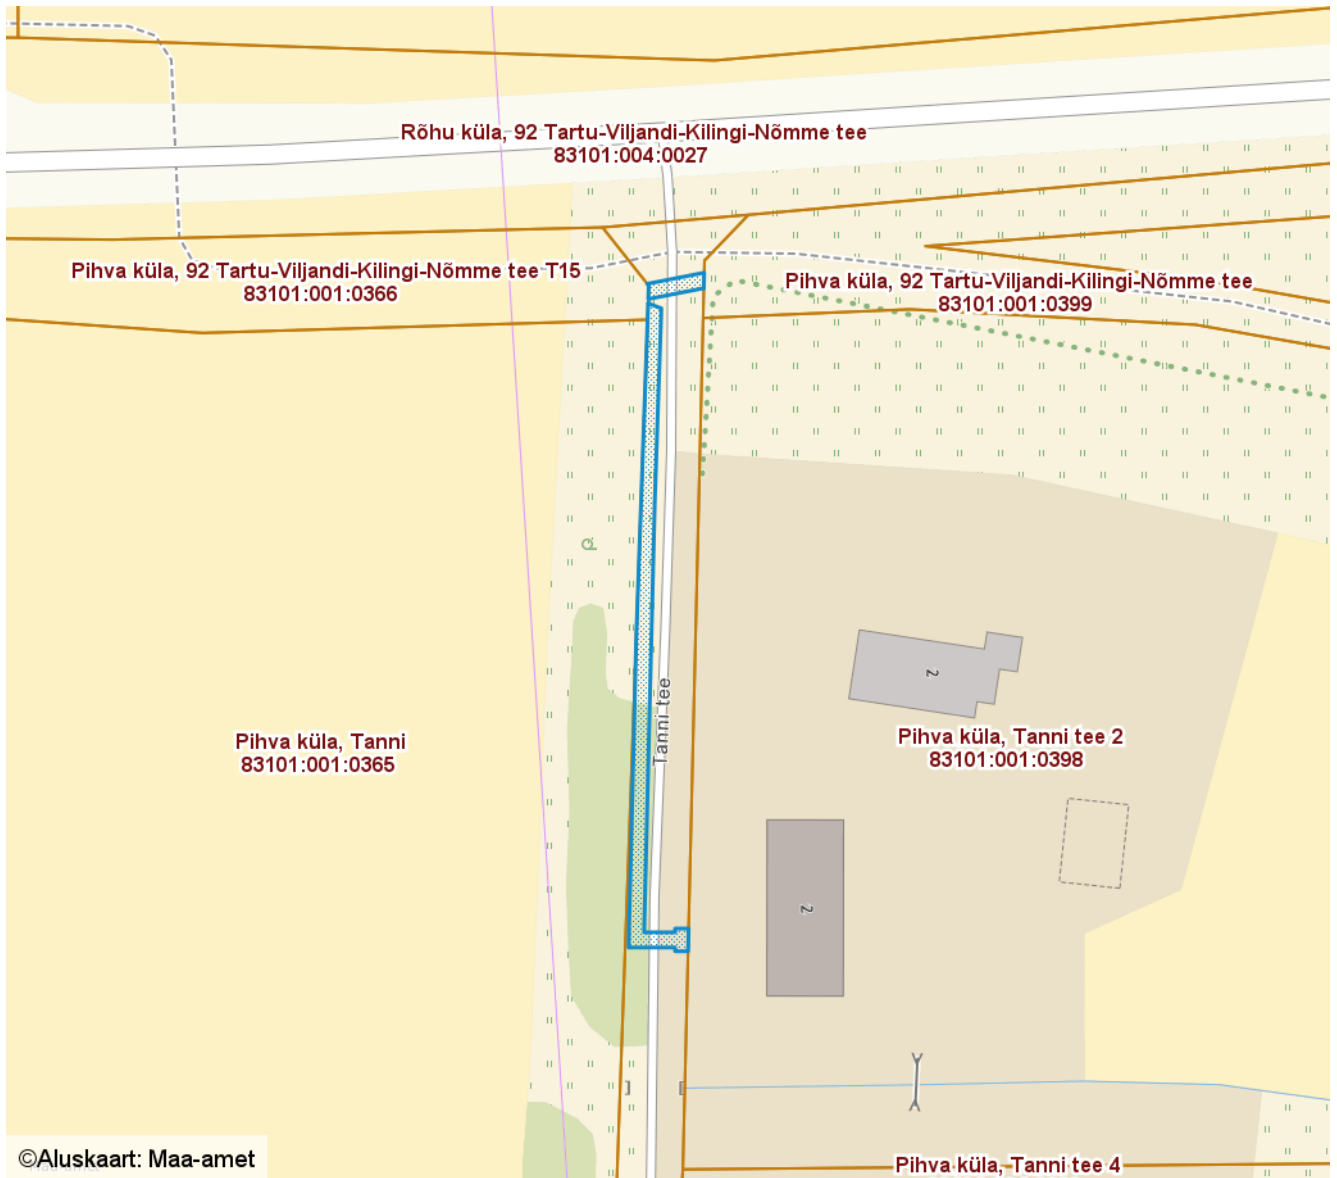 Rõhu küla, 92 Tartu-Viljandi-Kilingi-Nõmme tee
83101:004:0027
Pihva küla, 92 Tartu-Viljandi-Kilingi-Nõmme tee T15
83101:001:0366
Pihva küla, 92 Tartu-Viljandi-Kilingi-Nõmme tee
83101:001:0399
Tanni tee
2
Pihva küla, Tanni
83101:001:0365
Pihva küla, Tanni tee 2
83101:001:0398
2
©Aluskaart: Maa-amet
Pihva küla, Tanni tee 4